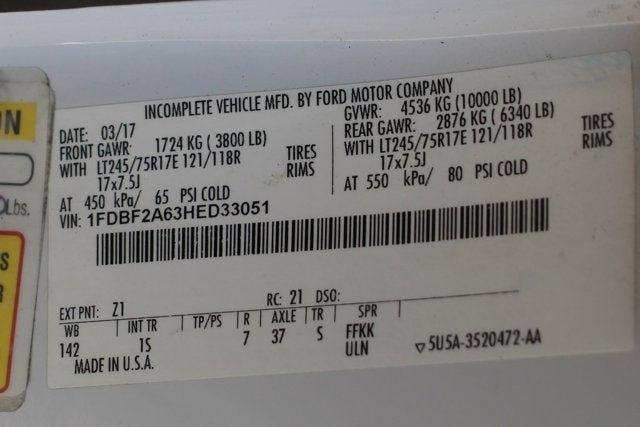 INCOMPLETE VEHICLE MFD. BY FORD MOTOR COMPANY
DATE: 03/17 GVWR: 4536 KG (10000 LB)
FRONT GAWR: 1724 KG (3800 LB) REAR GAWR: 2876 KG (6340 LB)
WITH LT245/75R17E 121/118R TIRES WITH LT245/75R17E 121/118R TIRES
17x7.5J RIMS 17x7.5J RIMS
AT 450 kPa/ 65 PSI COLD AT 550 kPa/ 80 PSI COLD
VIN: 1FDBF2A63HED33051
EXT PNT: Z1 RC: 21 DSO:
WB INT TR TP/PS R AXLE TR SPR
142 1S 7 37 S FFKK
ULN
MADE IN U.S.A. 5U5A-3520472-AA
Lbs.